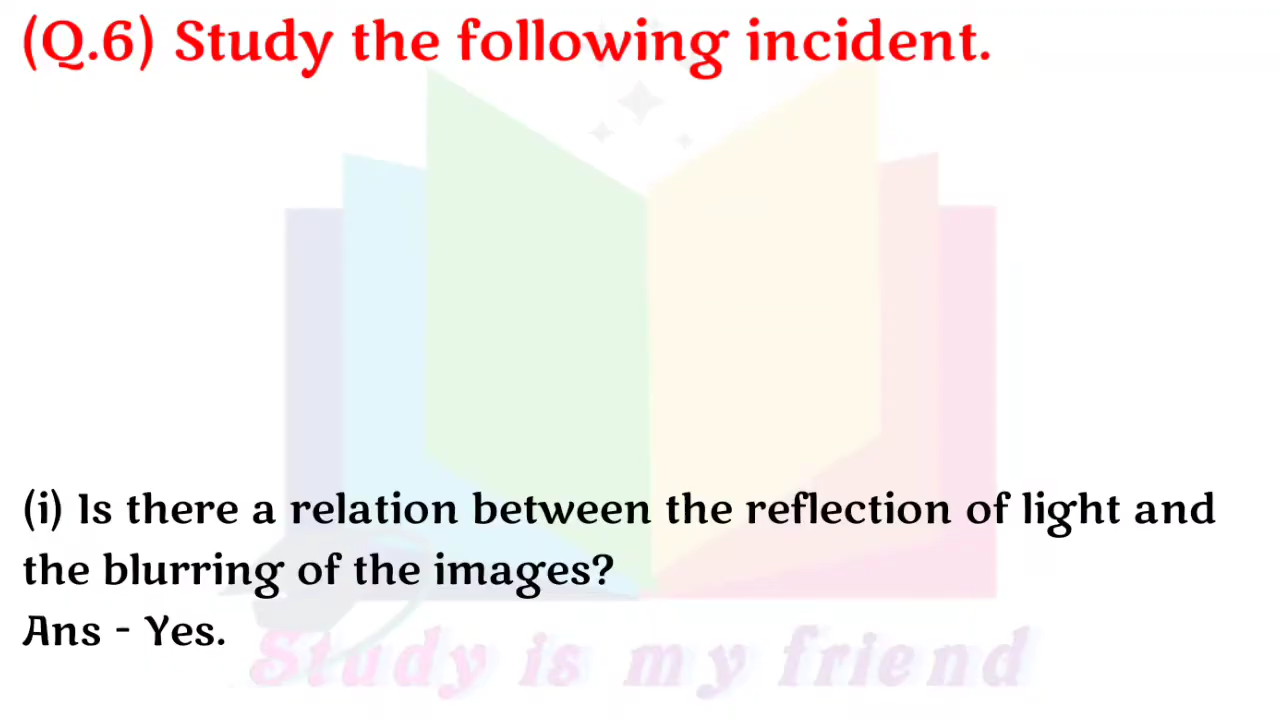 (Q.6) Study the following incident.
(i) Is there a relation between the reflection of light and
the blurring of the images?
Ans - Yes.
Study is my friend